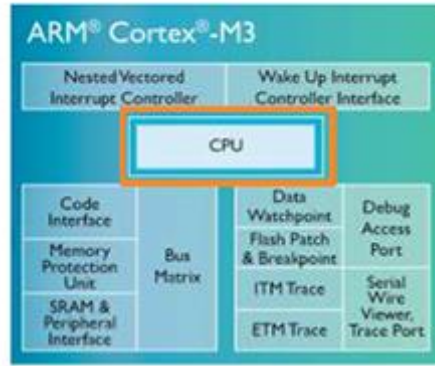 ARM® Cortex®-M3
Nested Vectored
Interrupt Controller
Wake Up Interrupt
Controller Interface
CPU
Code
Interface
Memory
Protection
Unit
SRAM &
Peripheral
Interface
Bus
Matrix
Data
Watchpoint
Flash Patch
& Breakpoint
ITM Trace
ETM Trace
Debug
Access
Port
Serial
Wire
Viewer,
Trace Port